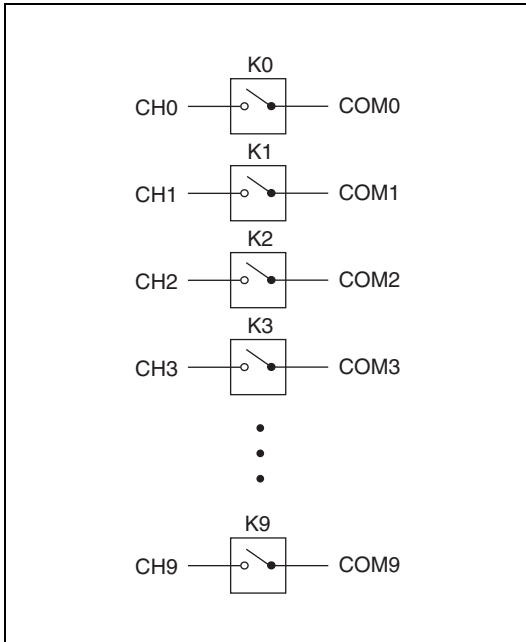 K0
CH0 COM0
K1
CH1 COM1
K2
CH2 COM2
K3
CH3 COM3
K9
CH9 COM9